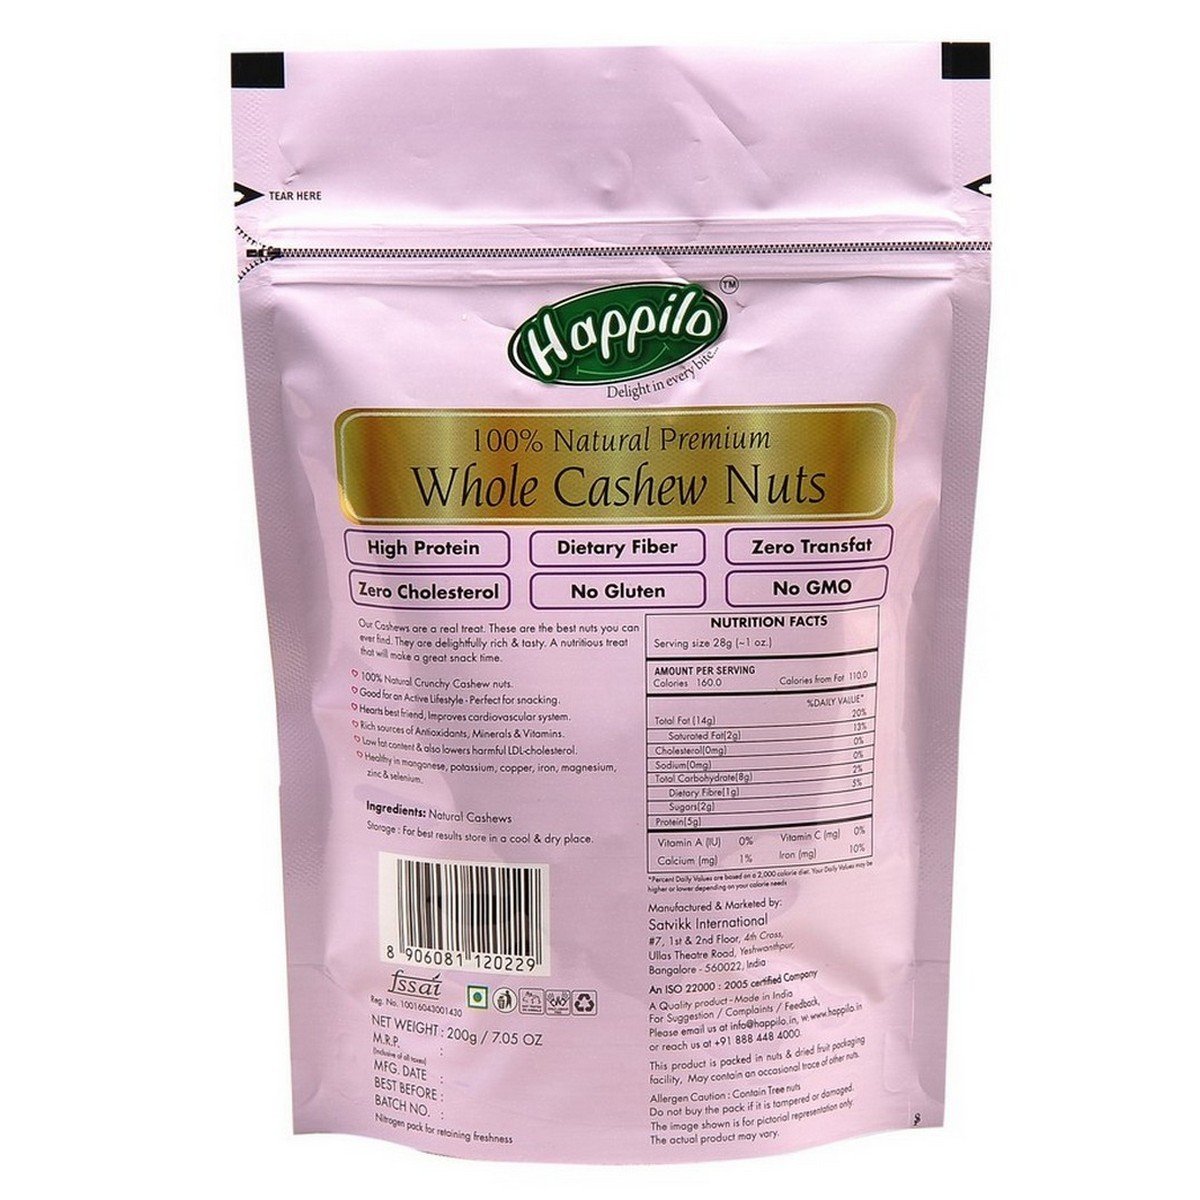 TEAR HERE
Happilo
TM
Delight in every bite...
100% Natural Premium
Whole Cashew Nuts
High Protein
Dietary Fiber
Zero Transfat
Zero Cholesterol
No Gluten
No GMO
Our Cashews are a real treat. These are the best nuts you can
ever find. They are delightfully rich & tasty. A nutritious treat
that will make a great snack time.
100% Natural Crunchy Cashew nuts.
Good for an Active Lifestyle - Perfect for snacking.
Hearts best friend, Improves cardiovascular system.
Rich sources of Antioxidants, Minerals & Vitamins.
Low fat content & also lowers harmful LDL-cholesterol.
Healthy in manganese, potassium, copper, iron, magnesium,
zinc & selenium.
Ingredients: Natural Cashews
Storage : For best results store in a cool & dry place.
8 906081 120229
fssai
Reg. No. 10016043001430
NET WEIGHT : 200g / 7.05 OZ
M.R.P. :
(Inclusive of all taxes)
MFG. DATE :
BEST BEFORE :
BATCH NO. :
Nitrogen pack for retaining freshness
NUTRITION FACTS
Serving size 28g (~1 oz.)
AMOUNT PER SERVING
Calories 160.0 Calories from Fat 110.0
%DAILY VALUE*
Total Fat (14g) 20%
Saturated Fat(2g) 13%
Cholesterol(0mg) 0%
Sodium(0mg) 0%
Total Carbohydrate(8g) 2%
Dietary Fibre(1g) 5%
Sugars(2g)
Protein(5g)
Vitamin A (IU) 0% Vitamin C (mg) 0%
Calcium (mg) 1% Iron (mg) 10%
*Percent Daily Values are based on a 2,000 calorie diet. Your Daily Values may be
higher or lower depending on your calorie needs
Manufactured & Marketed by:
Satvikk International
#7, 1st & 2nd Floor, 4th Cross,
Ullas Theatre Road, Yeshwanthpur,
Bangalore - 560022, India
An ISO 22000 : 2005 certified Company
A Quality product - Made in India
For Suggestion / Complaints / Feedback,
Please email us at info@happilo.in, w: www.happilo.in
or reach us at +91 888 448 4000.
This product is packed in nuts & dried fruit packaging
facility, May contain an occasional trace of other nuts.
Allergen Caution : Contain Tree nuts
Do not buy the pack if it is tampered or damaged.
The image shown is for pictorial representation only.
The actual product may vary.